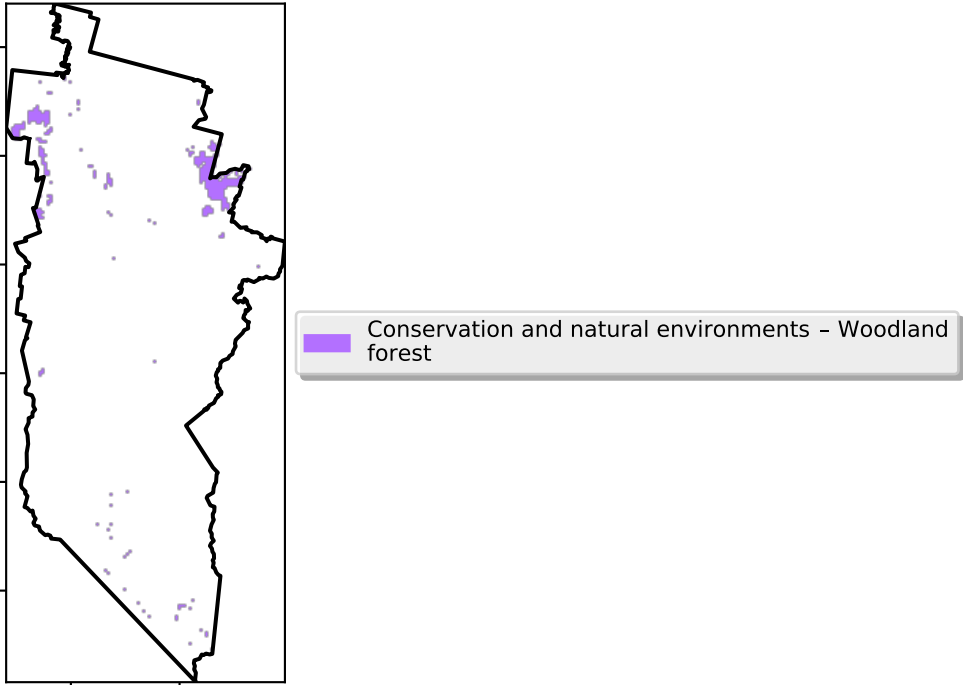 Conservation and natural environments – Woodland
forest